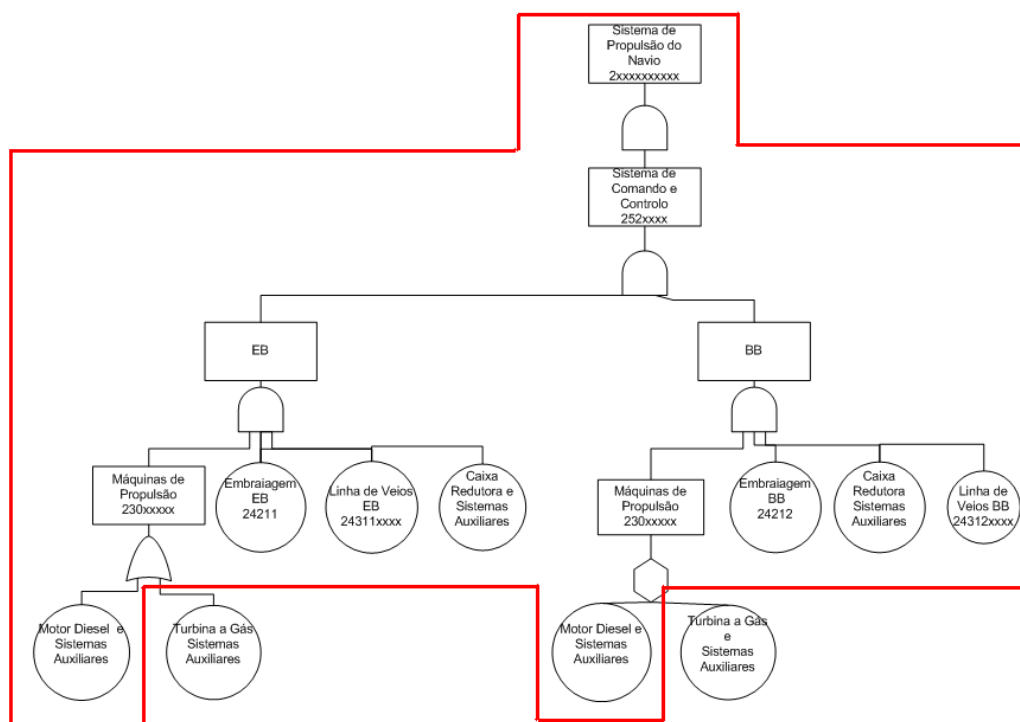 Sistema de
Propulsão do
Navio
2xxxxxxxxxx
Sistema de
Comando e
Controlo
252xxxx
EB
BB
Máquinas de
Propulsão
230xxxxx
Embraiagem
EB
24211
Linha de Veios
EB
24311xxxx
Caixa
Redutora e
Sistemas
Auxiliares
Máquinas de
Propulsão
230xxxxx
Embraiagem
BB
24212
Caixa
Redutora
Sistemas
Auxiliares
Linha de
Veios BB
24312xxxx
Motor Diesel e
Sistemas
Auxiliares
Turbina a Gás
Sistemas
Auxiliares
Motor Diesel e
Sistemas
Auxiliares
Turbina a Gás
e
Sistemas
Auxiliares